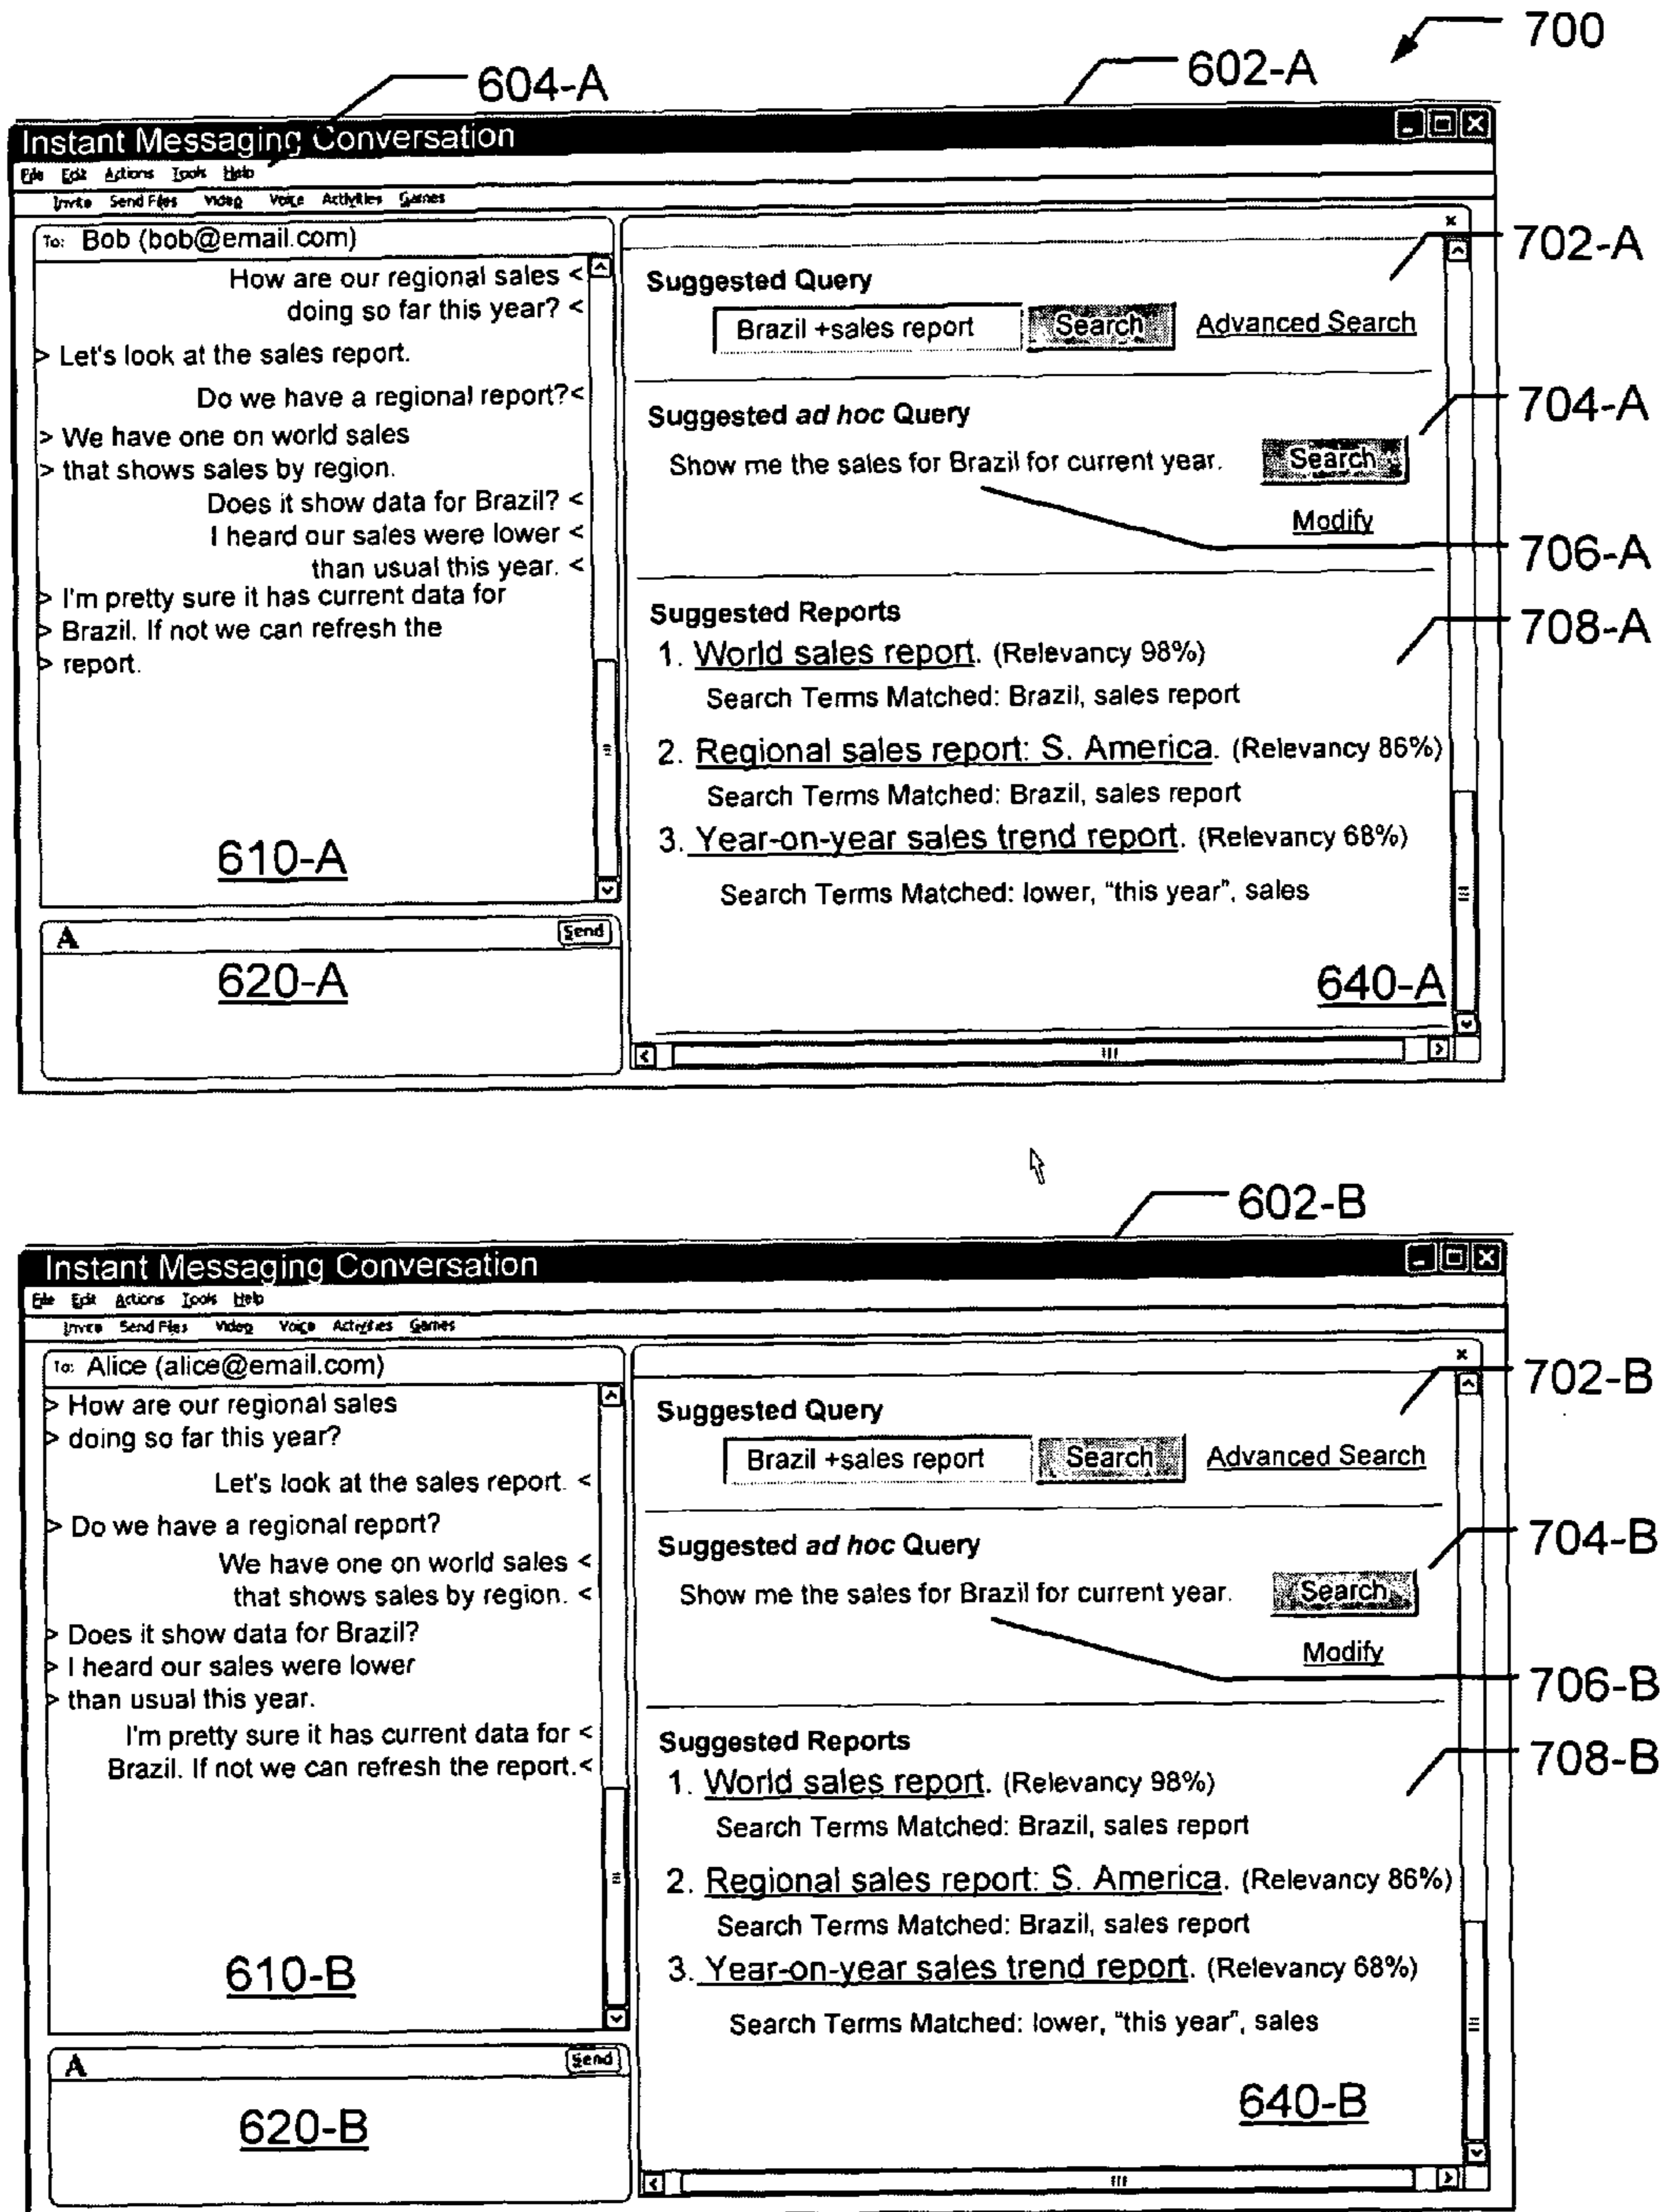 700
602-A
604-A
Instant Messaging Conversation
File Edit Actions Tools Help
Invite Send Files Video Voice Activities Games
To: Bob (bob@email.com)
How are our regional sales <
doing so far this year? <
> Let's look at the sales report.
Do we have a regional report?<
> We have one on world sales
> that shows sales by region.
Does it show data for Brazil? <
I heard our sales were lower <
than usual this year. <
> I'm pretty sure it has current data for
> Brazil. If not we can refresh the
> report.
610-A
A Send
620-A
x
702-A
Suggested Query
Brazil +sales report Search Advanced Search
704-A
Suggested ad hoc Query
Show me the sales for Brazil for current year. Search
Modify
706-A
Suggested Reports
708-A
1. World sales report. (Relevancy 98%)
Search Terms Matched: Brazil, sales report
2. Regional sales report: S. America. (Relevancy 86%)
Search Terms Matched: Brazil, sales report
3. Year-on-year sales trend report. (Relevancy 68%)
Search Terms Matched: lower, "this year", sales
640-A
602-B
Instant Messaging Conversation
File Edit Actions Tools Help
Invite Send Files Video Voice Activities Games
To: Alice (alice@email.com)
> How are our regional sales
> doing so far this year?
Let's look at the sales report. <
> Do we have a regional report?
We have one on world sales <
that shows sales by region. <
> Does it show data for Brazil?
> I heard our sales were lower
> than usual this year.
I'm pretty sure it has current data for <
Brazil. If not we can refresh the report.<
610-B
A Send
620-B
x
702-B
Suggested Query
Brazil +sales report Search Advanced Search
704-B
Suggested ad hoc Query
Show me the sales for Brazil for current year. Search
Modify
706-B
Suggested Reports
708-B
1. World sales report. (Relevancy 98%)
Search Terms Matched: Brazil, sales report
2. Regional sales report: S. America. (Relevancy 86%)
Search Terms Matched: Brazil, sales report
3. Year-on-year sales trend report. (Relevancy 68%)
Search Terms Matched: lower, "this year", sales
640-B